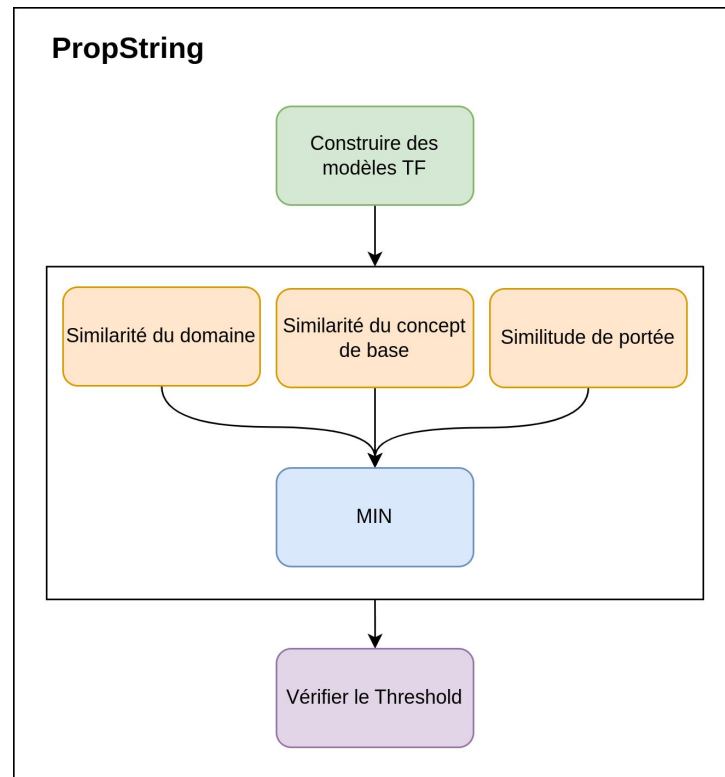 PropString
Construire des
modèles TF
Similarité du domaine
Similarité du concept
de base
Similitude de portée
MIN
Vérifier le Threshold